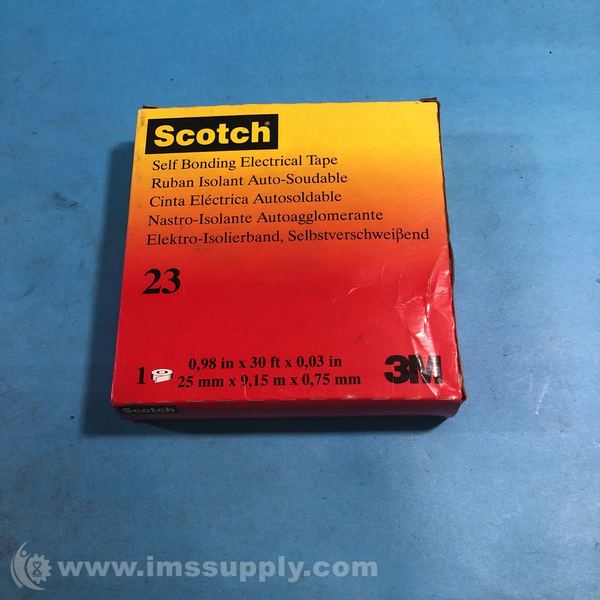 Scotch®
Self Bonding Electrical Tape
Ruban Isolant Auto-Soudable
Cinta Eléctrica Autosoldable
Nastro-Isolante Autoagglomerante
Elektro-Isolierband, Selbstverschweißend
23
1
0,98 in x 30 ft x 0,03 in
25 mm x 9,15 m x 0,75 mm
3M
Scotch
www.imssupply.com